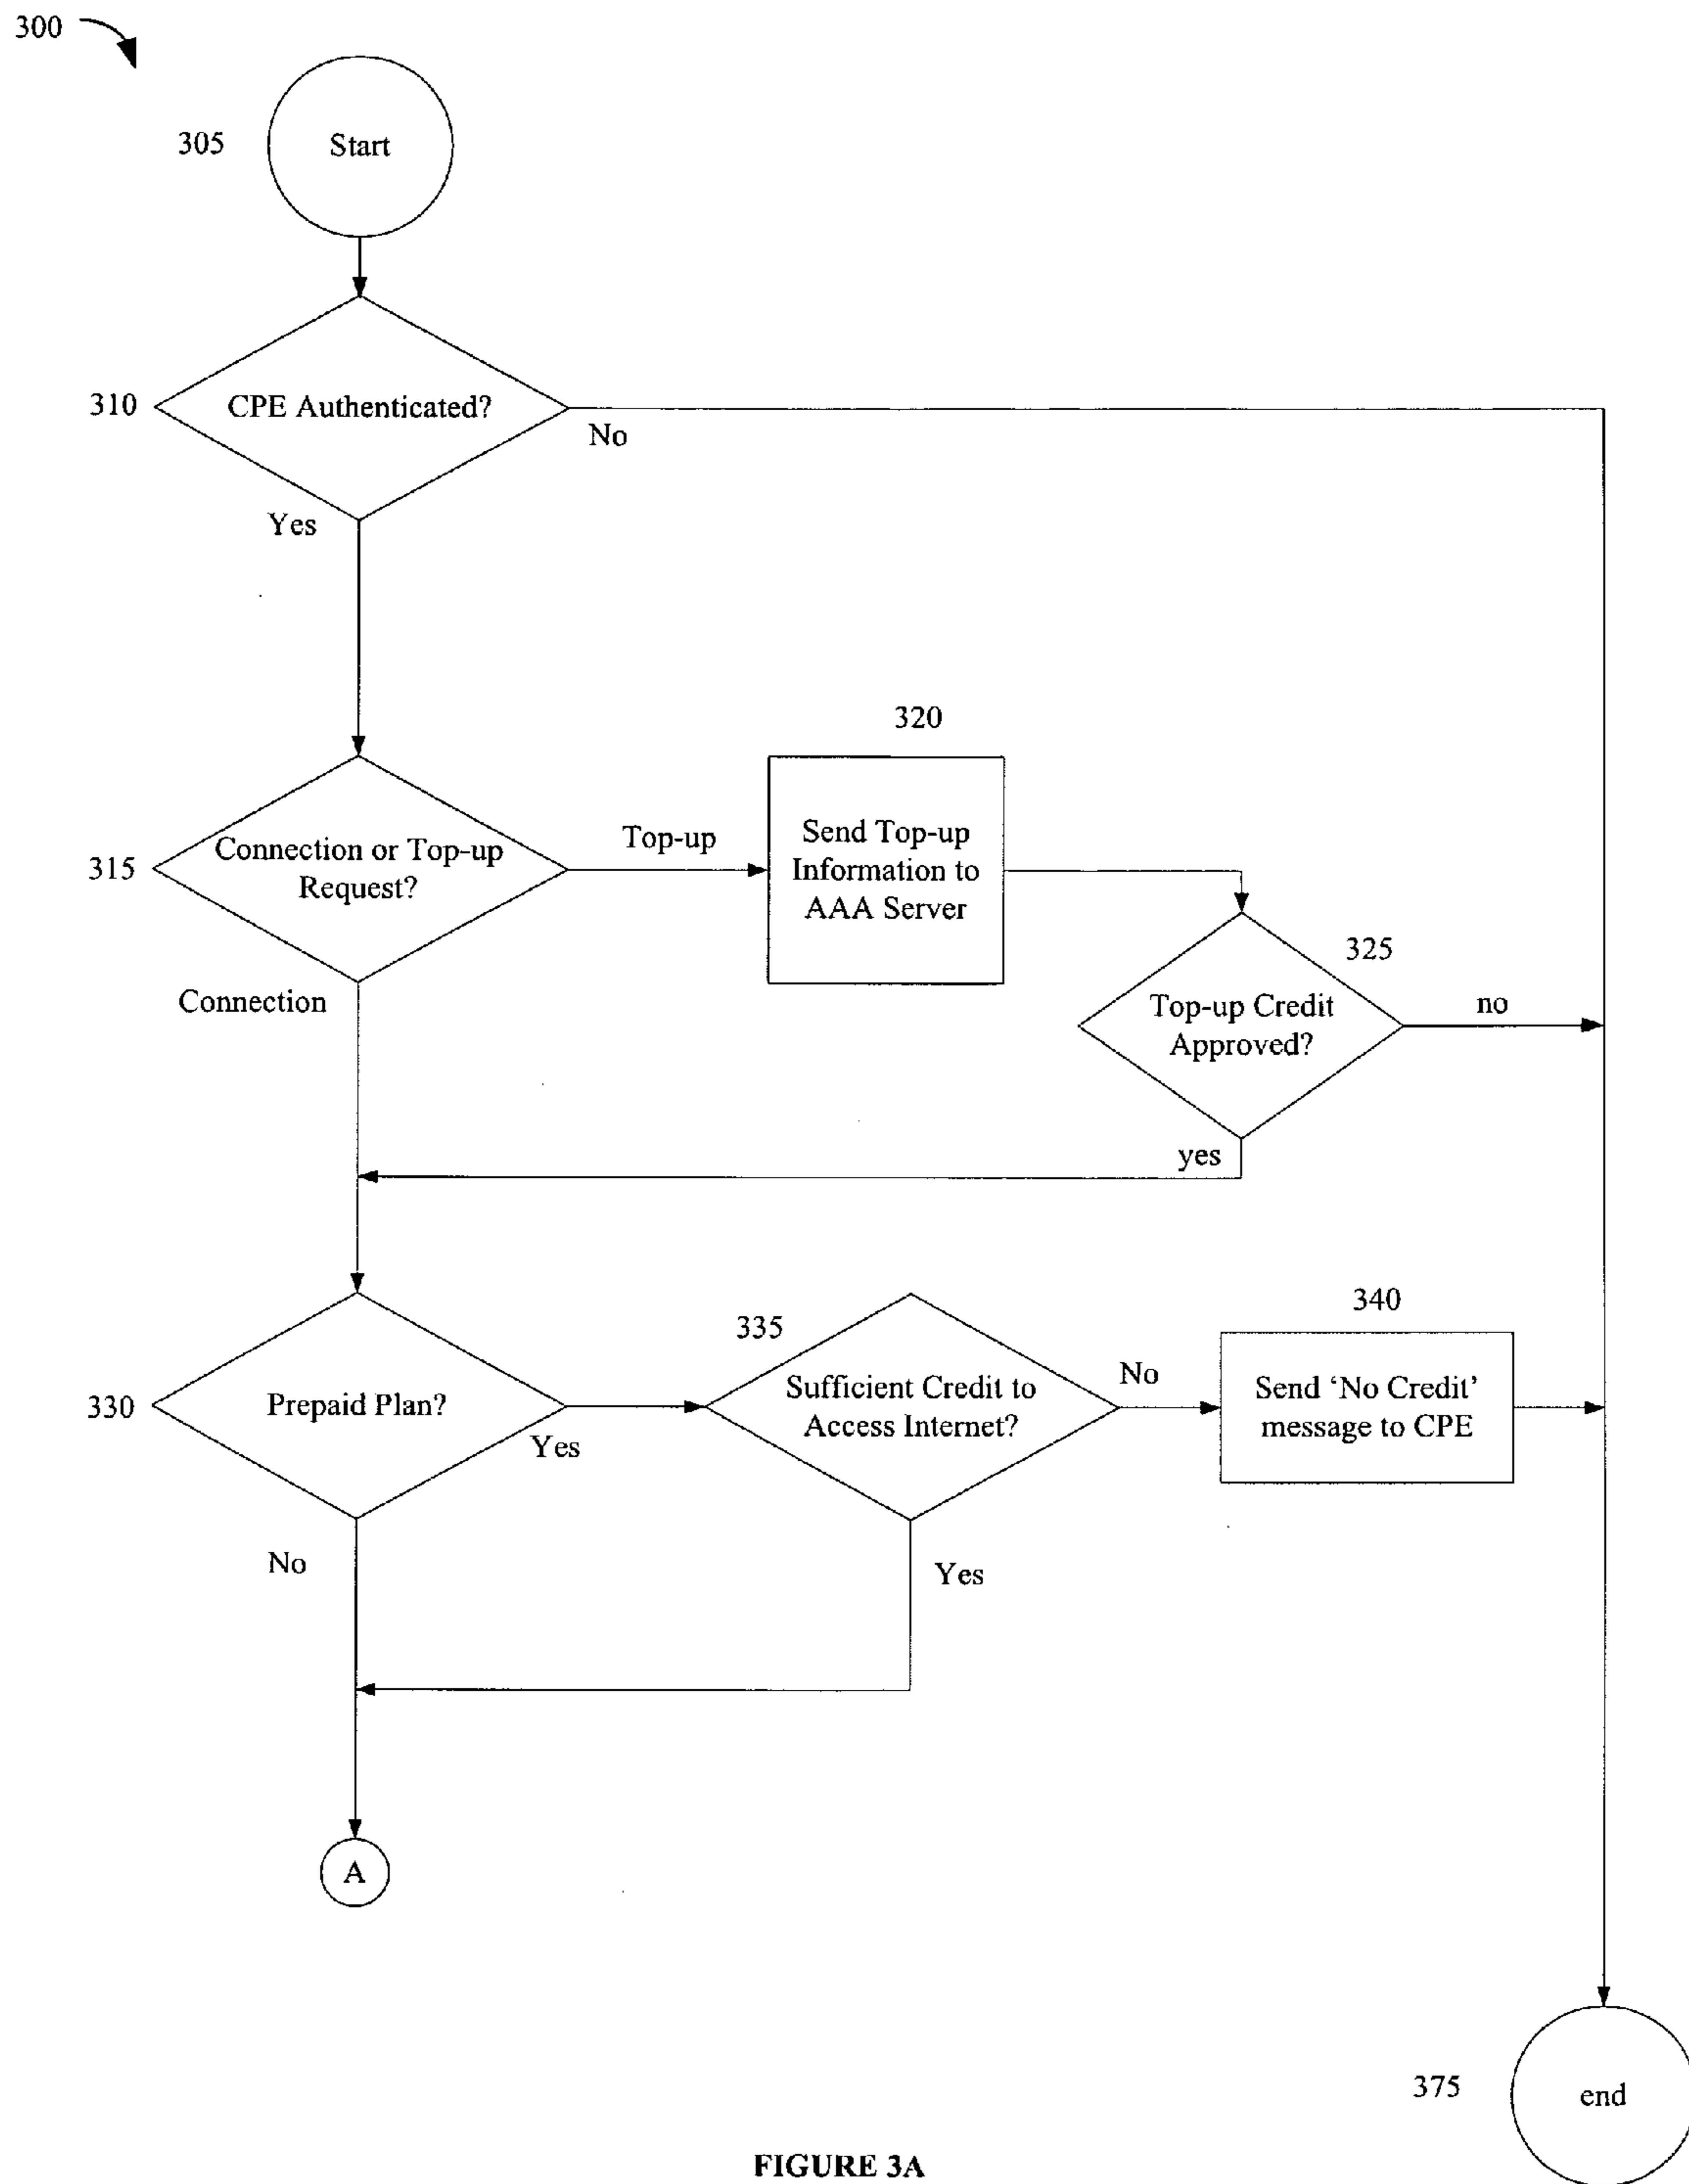 300
305
Start
310
CPE Authenticated?
No
Yes
320
315
Connection or Top-up
Request?
Top-up
Send Top-up
Information to
AAA Server
325
Connection
Top-up Credit
Approved?
no
yes
340
335
330
Prepaid Plan?
Yes
Sufficient Credit to
Access Internet?
No
Send ‘No Credit’
message to CPE
No
Yes
A
375
end
FIGURE 3A